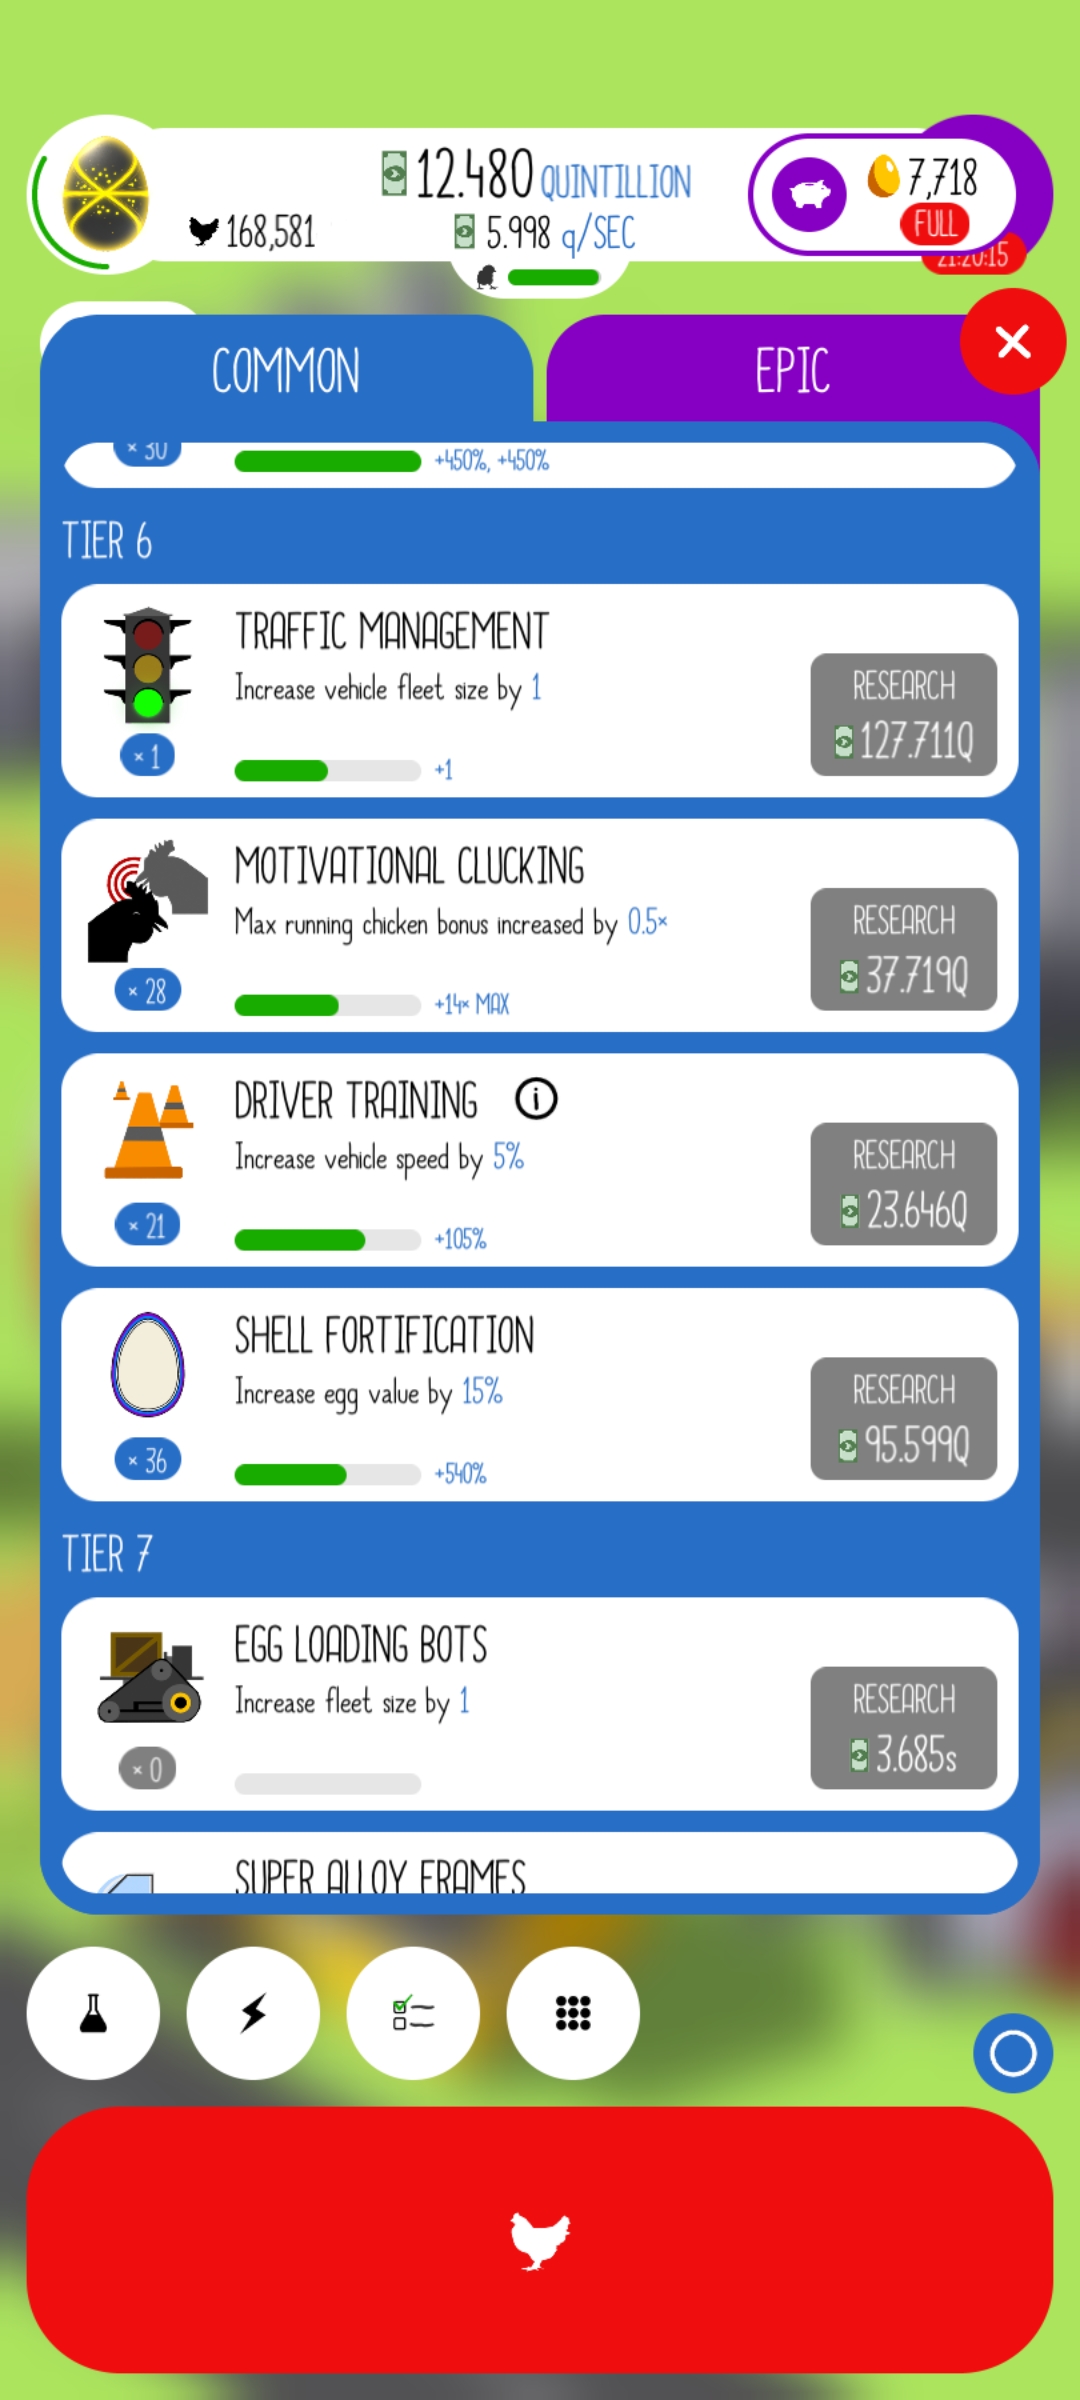 12.480 QUINTILLION
168,581
5.998 q/SEC
7,718
FULL
21:20:15
COMMON
EPIC
× 30
+450%, +450%
TIER 6
TRAFFIC MANAGEMENT
Increase vehicle fleet size by 1
× 1
+1
RESEARCH
127.711Q
MOTIVATIONAL CLUCKING
Max running chicken bonus increased by 0.5×
× 28
+14× MAX
RESEARCH
37.719Q
DRIVER TRAINING i
Increase vehicle speed by 5%
× 21
+105%
RESEARCH
23.646Q
SHELL FORTIFICATION
Increase egg value by 15%
× 36
+540%
RESEARCH
95.599Q
TIER 7
EGG LOADING BOTS
Increase fleet size by 1
× 0
RESEARCH
3.685s
SUPER ALLOY FRAMES